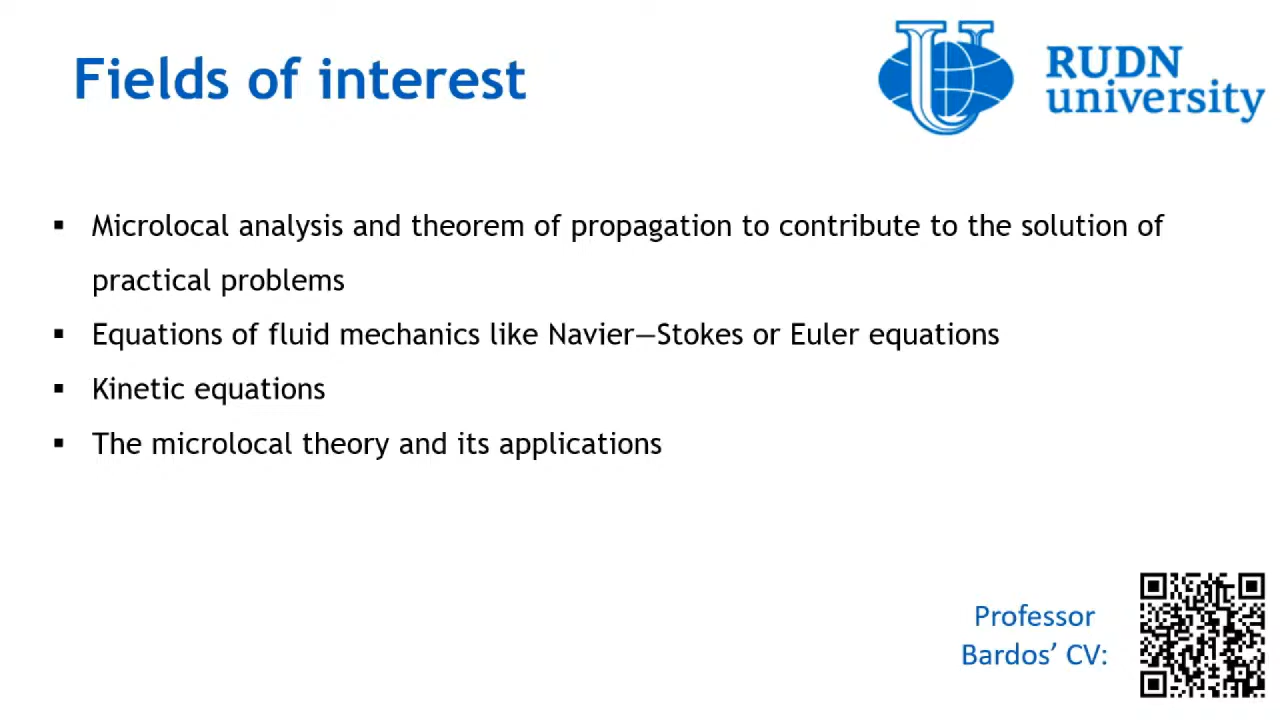 Fields of interest
RUDN
university
▪ Microlocal analysis and theorem of propagation to contribute to the solution of
practical problems
▪ Equations of fluid mechanics like Navier—Stokes or Euler equations
▪ Kinetic equations
▪ The microlocal theory and its applications
Professor
Bardos’ CV: